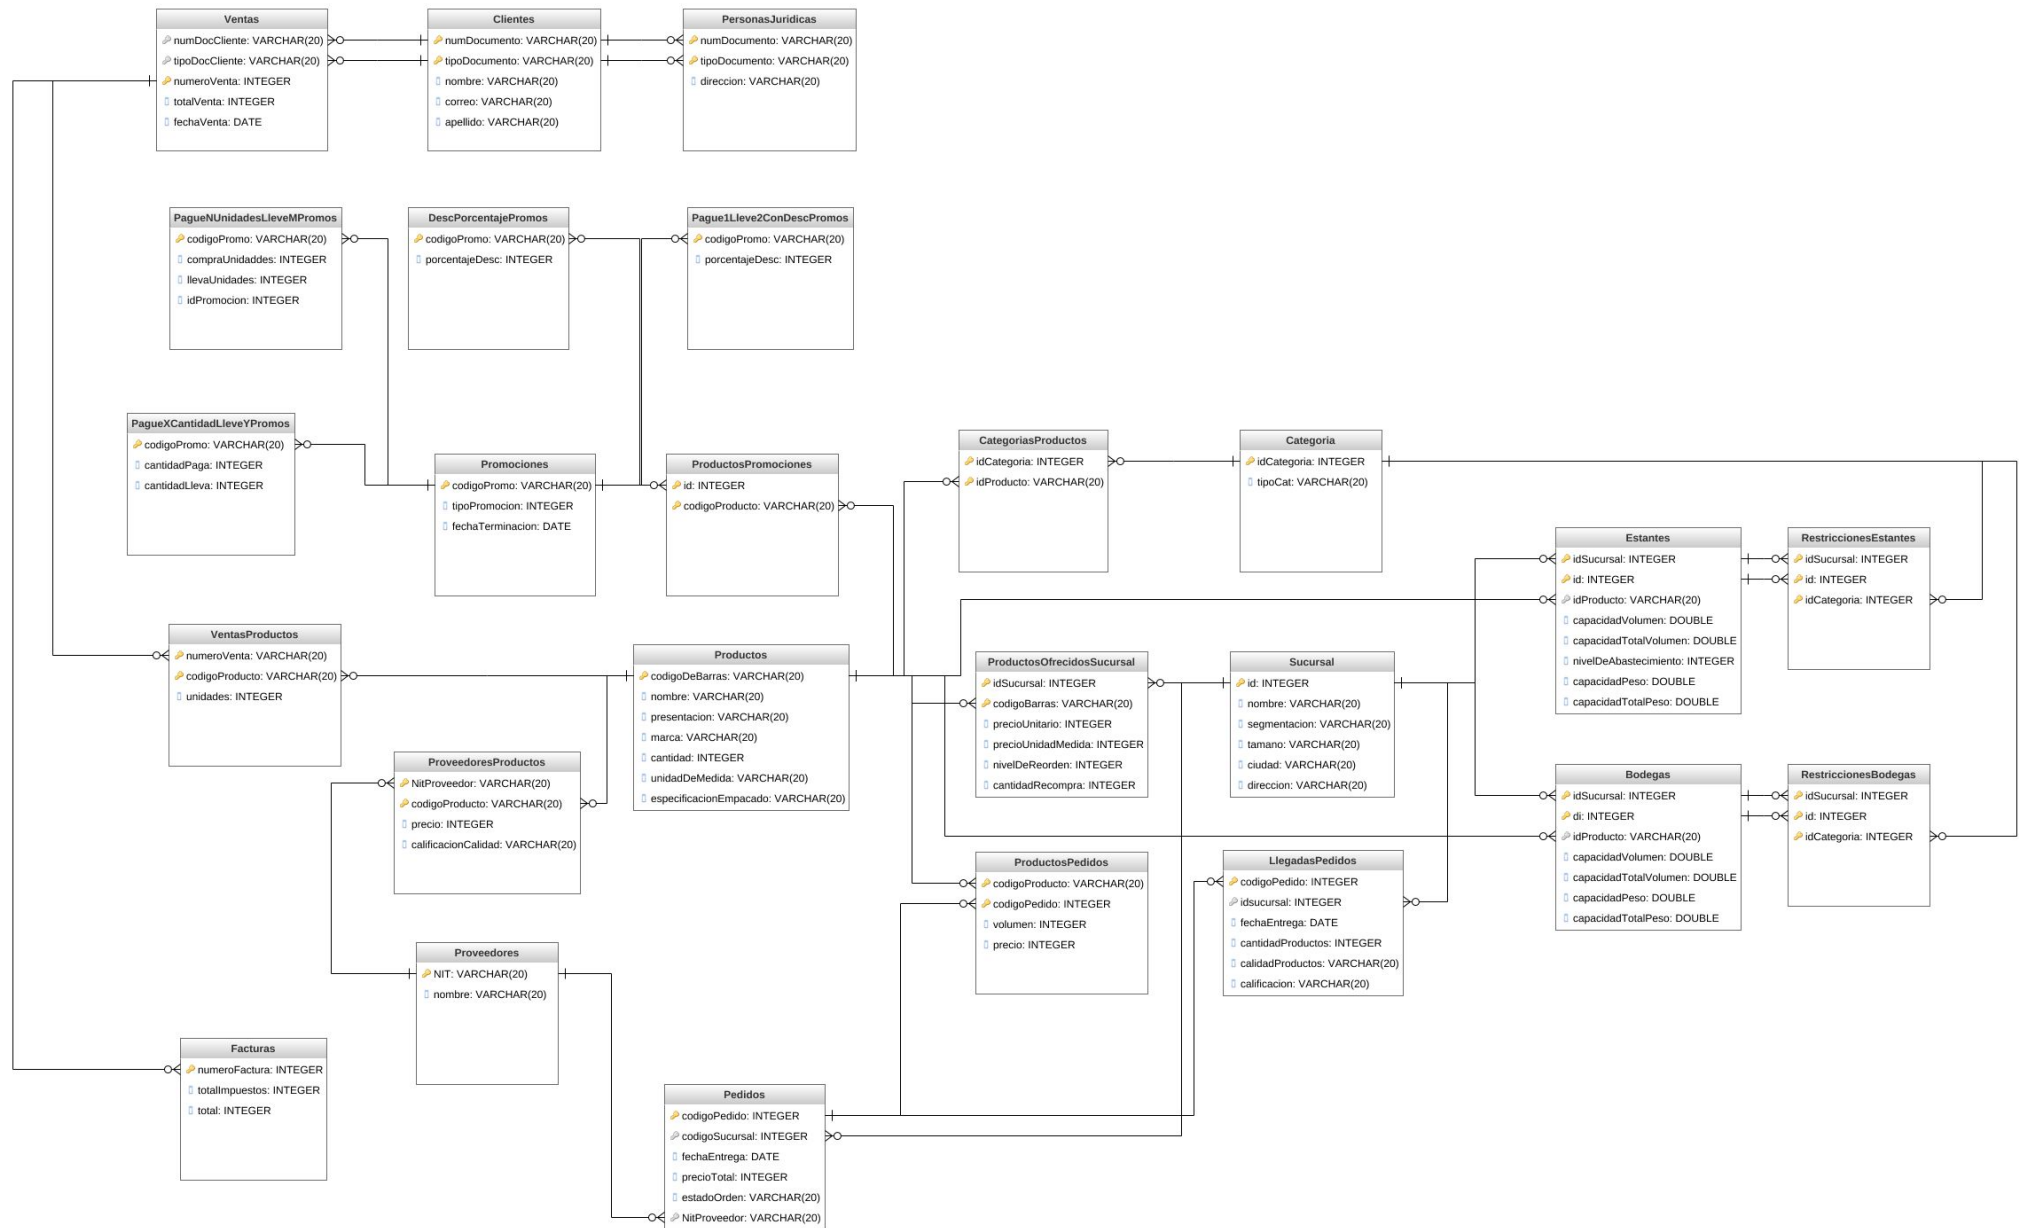 Ventas
numDocCliente: VARCHAR(20)
tipoDocCliente: VARCHAR(20)
numeroVenta: INTEGER
totalVenta: INTEGER
fechaVenta: DATE
Clientes
numDocumento: VARCHAR(20)
tipoDocumento: VARCHAR(20)
nombre: VARCHAR(20)
correo: VARCHAR(20)
apellido: VARCHAR(20)
PersonasJuridicas
numDocumento: VARCHAR(20)
tipoDocumento: VARCHAR(20)
direccion: VARCHAR(20)
PagueNUnidadesLleveMPromos
codigoPromo: VARCHAR(20)
compraUnidaddes: INTEGER
llevaUnidades: INTEGER
idPromocion: INTEGER
DescPorcentajePromos
codigoPromo: VARCHAR(20)
porcentajeDesc: INTEGER
Pague1Lleve2ConDescPromos
codigoPromo: VARCHAR(20)
porcentajeDesc: INTEGER
PagueXCantidadLleveYPromos
codigoPromo: VARCHAR(20)
cantidadPaga: INTEGER
cantidadLleva: INTEGER
Promociones
codigoPromo: VARCHAR(20)
tipoPromocion: INTEGER
fechaTerminacion: DATE
ProductosPromociones
id: INTEGER
codigoProducto: VARCHAR(20)
CategoriasProductos
idCategoria: INTEGER
idProducto: VARCHAR(20)
Categoria
idCategoria: INTEGER
tipoCat: VARCHAR(20)
Estantes
idSucursal: INTEGER
id: INTEGER
idProducto: VARCHAR(20)
capacidadVolumen: DOUBLE
capacidadTotalVolumen: DOUBLE
nivelDeAbastecimiento: INTEGER
capacidadPeso: DOUBLE
capacidadTotalPeso: DOUBLE
RestriccionesEstantes
idSucursal: INTEGER
id: INTEGER
idCategoria: INTEGER
VentasProductos
numeroVenta: VARCHAR(20)
codigoProducto: VARCHAR(20)
unidades: INTEGER
Productos
codigoDeBarras: VARCHAR(20)
nombre: VARCHAR(20)
presentacion: VARCHAR(20)
marca: VARCHAR(20)
cantidad: INTEGER
unidadDeMedida: VARCHAR(20)
especificacionEmpacado: VARCHAR(20)
ProductosOfrecidosSucursal
idSucursal: INTEGER
codigoBarras: VARCHAR(20)
precioUnitario: INTEGER
precioUnidadMedida: INTEGER
nivelDeReorden: INTEGER
cantidadRecompra: INTEGER
Sucursal
id: INTEGER
nombre: VARCHAR(20)
segmentacion: VARCHAR(20)
tamano: VARCHAR(20)
ciudad: VARCHAR(20)
direccion: VARCHAR(20)
ProveedoresProductos
NitProveedor: VARCHAR(20)
codigoProducto: VARCHAR(20)
precio: INTEGER
calificacionCalidad: VARCHAR(20)
Bodegas
idSucursal: INTEGER
di: INTEGER
idProducto: VARCHAR(20)
capacidadVolumen: DOUBLE
capacidadTotalVolumen: DOUBLE
capacidadPeso: DOUBLE
capacidadTotalPeso: DOUBLE
RestriccionesBodegas
idSucursal: INTEGER
id: INTEGER
idCategoria: INTEGER
ProductosPedidos
codigoProducto: VARCHAR(20)
codigoPedido: INTEGER
volumen: INTEGER
precio: INTEGER
LlegadasPedidos
codigoPedido: INTEGER
idsucursal: INTEGER
fechaEntrega: DATE
cantidadProductos: INTEGER
calidadProductos: VARCHAR(20)
calificacion: VARCHAR(20)
Proveedores
NIT: VARCHAR(20)
nombre: VARCHAR(20)
Facturas
numeroFactura: INTEGER
totalImpuestos: INTEGER
total: INTEGER
Pedidos
codigoPedido: INTEGER
codigoSucursal: INTEGER
fechaEntrega: DATE
precioTotal: INTEGER
estadoOrden: VARCHAR(20)
NitProveedor: VARCHAR(20)